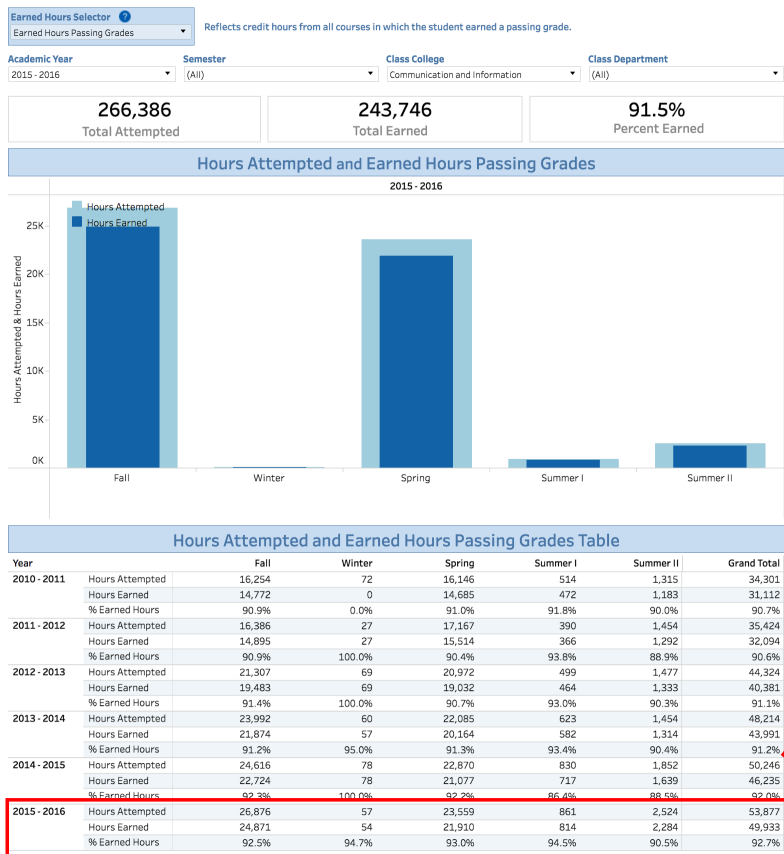 Earned Hours Selector ?
Earned Hours Passing Grades
Reflects credit hours from all courses in which the student earned a passing grade.
Academic Year Semester Class College Class Department
2015 - 2016 (All) Communication and Information (All)
266,386 243,746 91.5%
Total Attempted Total Earned Percent Earned
Hours Attempted and Earned Hours Passing Grades
2015 - 2016
Hours Attempted
Hours Earned
Hours Attempted & Hours Earned
25K
20K
15K
10K
5K
0K
Fall Winter Spring Summer I Summer II
Hours Attempted and Earned Hours Passing Grades Table
Year Fall Winter Spring Summer I Summer II Grand Total
2010 - 2011 Hours Attempted 16,254 72 16,146 514 1,315 34,301
Hours Earned 14,772 0 14,685 472 1,183 31,112
% Earned Hours 90.9% 0.0% 91.0% 91.8% 90.0% 90.7%
2011 - 2012 Hours Attempted 16,386 27 17,167 390 1,454 35,424
Hours Earned 14,895 27 15,514 366 1,292 32,094
% Earned Hours 90.9% 100.0% 90.4% 93.8% 88.9% 90.6%
2012 - 2013 Hours Attempted 21,307 69 20,972 499 1,477 44,324
Hours Earned 19,483 69 19,032 464 1,333 40,381
% Earned Hours 91.4% 100.0% 90.7% 93.0% 90.3% 91.1%
2013 - 2014 Hours Attempted 23,992 60 22,085 623 1,454 48,214
Hours Earned 21,874 57 20,164 582 1,314 43,991
% Earned Hours 91.2% 95.0% 91.3% 93.4% 90.4% 91.2%
2014 - 2015 Hours Attempted 24,616 78 22,870 830 1,852 50,246
Hours Earned 22,724 78 21,077 717 1,639 46,235
% Earned Hours 92.3% 100.0% 92.2% 86.4% 88.5% 92.0%
2015 - 2016 Hours Attempted 26,876 57 23,559 861 2,524 53,877
Hours Earned 24,871 54 21,910 814 2,284 49,933
% Earned Hours 92.5% 94.7% 93.0% 94.5% 90.5% 92.7%